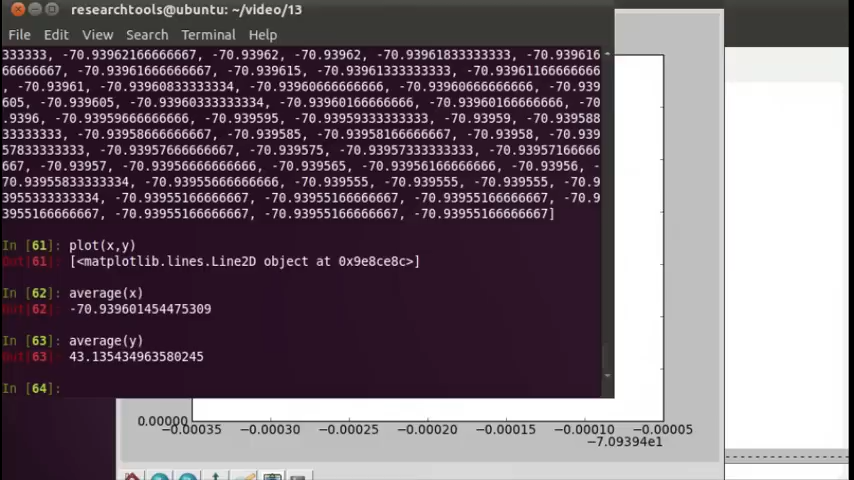 researchtools@ubuntu: ~/video/13
File Edit View Search Terminal Help
333333, -70.93962166666667, -70.93962, -70.93962, -70.93961833333333, -70.939616
66666667, -70.93961666666667, -70.939615, -70.93961333333333, -70.93961166666666
, -70.93961, -70.93960833333334, -70.93960666666666, -70.93960666666666, -70.939
605, -70.939605, -70.93960333333334, -70.93960166666666, -70.93960166666666, -70
.9396, -70.93959666666666, -70.939595, -70.93959333333333, -70.93959, -70.939588
33333333, -70.93958666666667, -70.939585, -70.93958166666667, -70.93958, -70.939
57833333333, -70.93957666666667, -70.939575, -70.93957333333333, -70.93957166666
667, -70.93957, -70.93956666666666, -70.939565, -70.93956166666666, -70.93956, -
70.93955833333334, -70.93955666666666, -70.939555, -70.939555, -70.939555, -70.9
3955333333334, -70.93955166666667, -70.93955166666667, -70.93955166666667, -70.9
3955166666667, -70.93955166666667, -70.93955166666667, -70.93955166666667]
In [61]: plot(x,y)
Out[61]: [<matplotlib.lines.Line2D object at 0x9e8ce8c>]
In [62]: average(x)
Out[62]: -70.939601454475309
In [63]: average(y)
Out[63]: 43.135434963580245
In [64]:
0.00000
−0.00035 −0.00030 −0.00025 −0.00020 −0.00015 −0.00010 −0.00005
−7.09394e1